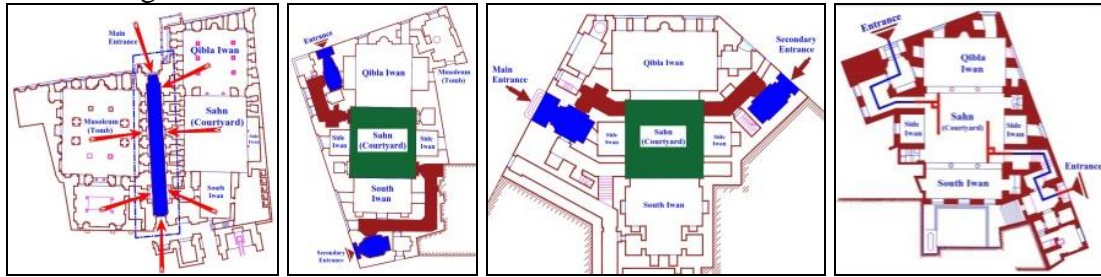 Main
Entrance
Qibla Iwan
Musoleum
(Tomb)
Sahn
(Courtyard)
South
Iwan
Entrance
Qibla Iwan
Musoleum
(Tomb)
Side
Iwan
Sahn
(Courtyard)
Side
Iwan
South
Iwan
Secondary
Entrance
Secondary
Entrance
Qibla Iwan
Main
Entrance
Side
Iwan
Sahn
(Courtyard)
Side
Iwan
South Iwan
Entrance
Qibla
Iwan
Sahn
(Courtyard)
Side
Iwan
Side
Iwan
South Iwan
Entrance